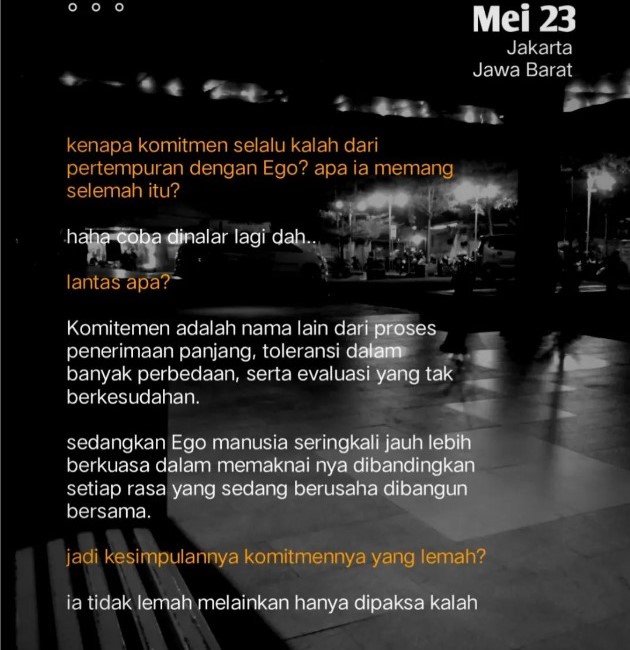 Mei 23
Jakarta
Jawa Barat
kenapa komitmen selalu kalah dari
pertempuran dengan Ego? apa ia memang
selemah itu?
haha coba dinalar lagi dah..
lantas apa?
Komitemen adalah nama lain dari proses
penerimaan panjang, toleransi dalam
banyak perbedaan, serta evaluasi yang tak
berkesudahan.
sedangkan Ego manusia seringkali jauh lebih
berkuasa dalam memaknai nya dibandingkan
setiap rasa yang sedang berusaha dibangun
bersama.
jadi kesimpulannya komitmennya yang lemah?
ia tidak lemah melainkan hanya dipaksa kalah